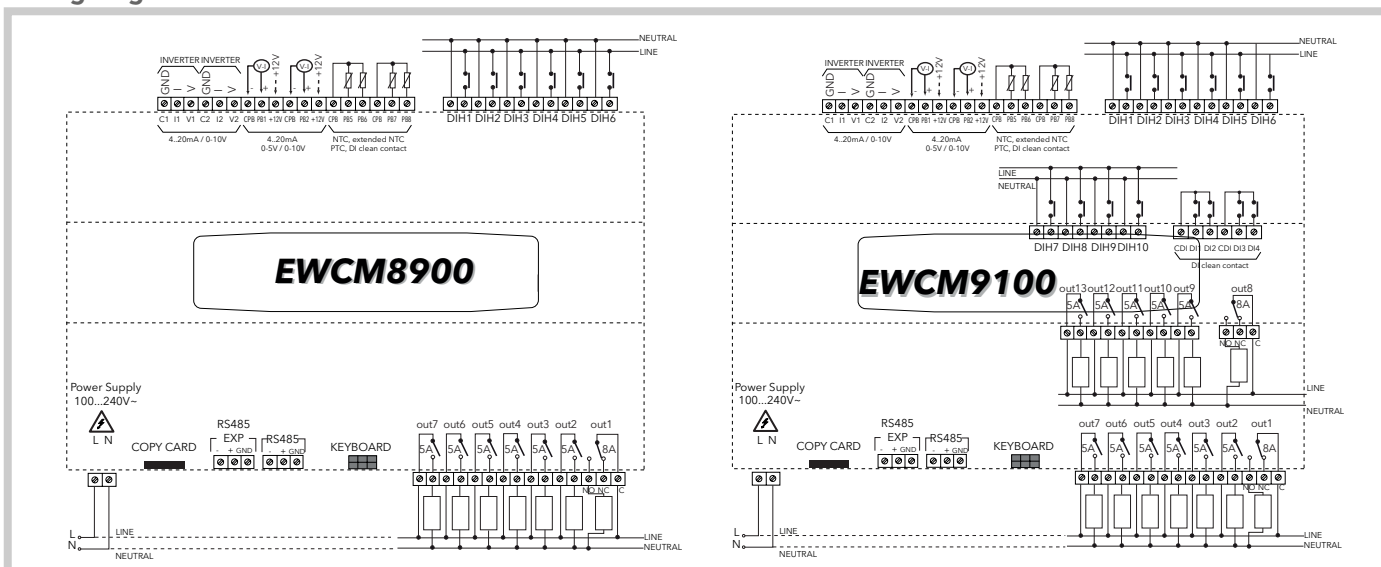 NEUTRAL
LINE
INVERTER INVERTER
GND I V GND I V
- V-I + +12V - V-I + +12V
C1 I1 V1 C2 I2 V2 CPB PB1 +12V CPB PB2 +12V CPB PB5 PB6 CPB PB7 PB8
DIH1 DIH2 DIH3 DIH4 DIH5 DIH6
4..20mA / 0-10V
4..20mA
0-5V / 0-10V
NTC, extended NTC
PTC, DI clean contact
EWCM8900
Power Supply
100...240V~
L N
COPY CARD
RS485
EXP
- + GND
RS485
- + GND
KEYBOARD
out7 out6 out5 out4 out3 out2 out1
5A 5A 5A 5A 5A 5A 8A
NO NC C
L LINE
N NEUTRAL
LINE
NEUTRAL
NEUTRAL
LINE
INVERTER INVERTER
GND I V GND I V
- V-I + +12V - V-I + +12V
C1 I1 V1 C2 I2 V2 CPB PB1 +12V CPB PB2 +12V CPB PB5 PB6 CPB PB7 PB8
DIH1 DIH2 DIH3 DIH4 DIH5 DIH6
4..20mA / 0-10V
4..20mA
0-5V / 0-10V
NTC, extended NTC
PTC, DI clean contact
LINE
NEUTRAL
DIH7 DIH8 DIH9 DIH10
CDI DI1 DI2 CDI DI3 DI4
DI clean contact
EWCM9100
out13 out12 out11 out10 out9 out8
5A 5A 5A 5A 5A 8A
NO NC C
LINE
NEUTRAL
Power Supply
100...240V~
L N
COPY CARD
RS485
EXP
- + GND
RS485
- + GND
KEYBOARD
out7 out6 out5 out4 out3 out2 out1
5A 5A 5A 5A 5A 5A 8A
NO NC C
L LINE
N NEUTRAL
LINE
NEUTRAL